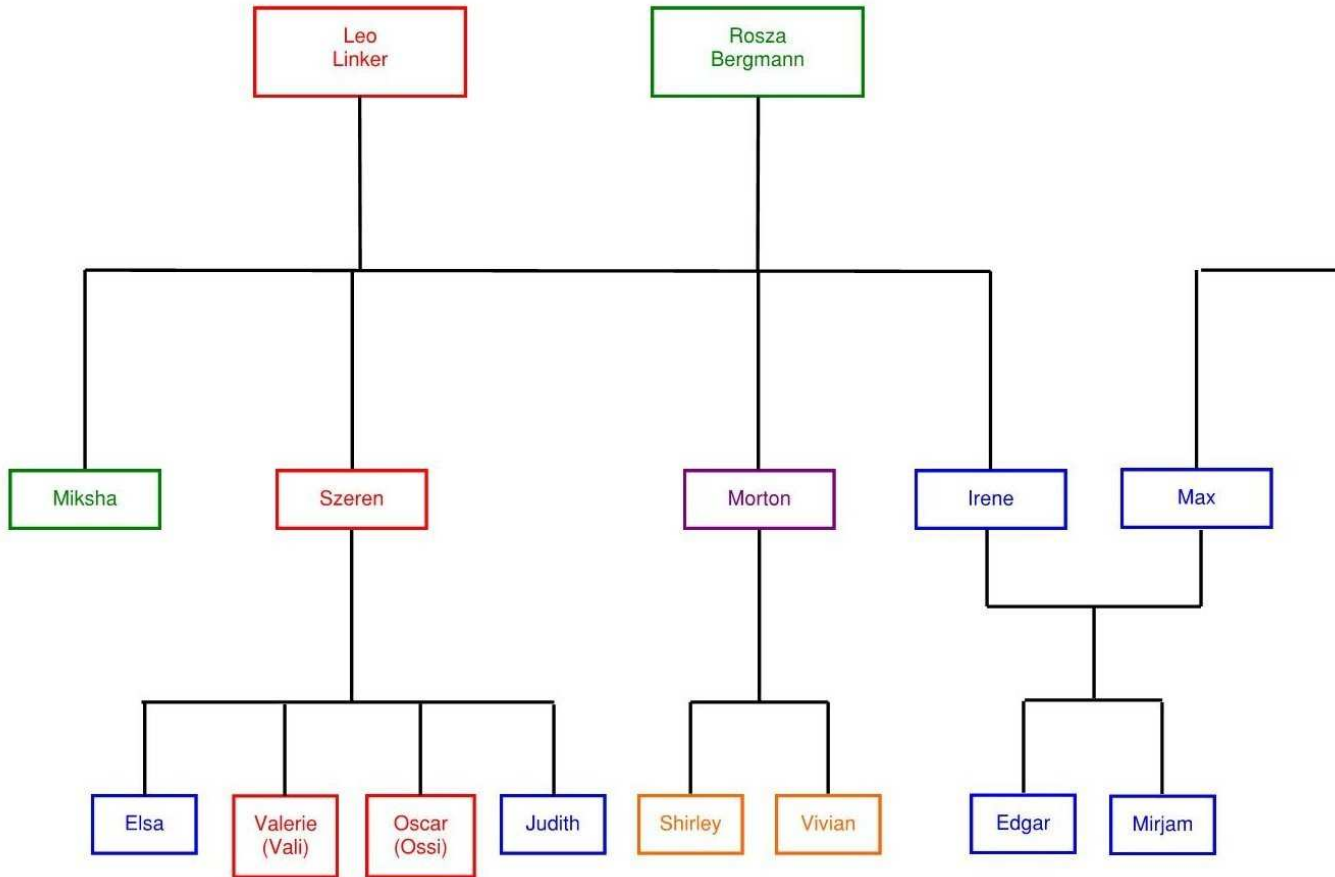 Leo
Linker
Rosza
Bergmann
Miksha
Szeren
Morton
Irene
Max
Elsa
Valerie
(Vali)
Oscar
(Ossi)
Judith
Shirley
Vivian
Edgar
Mirjam